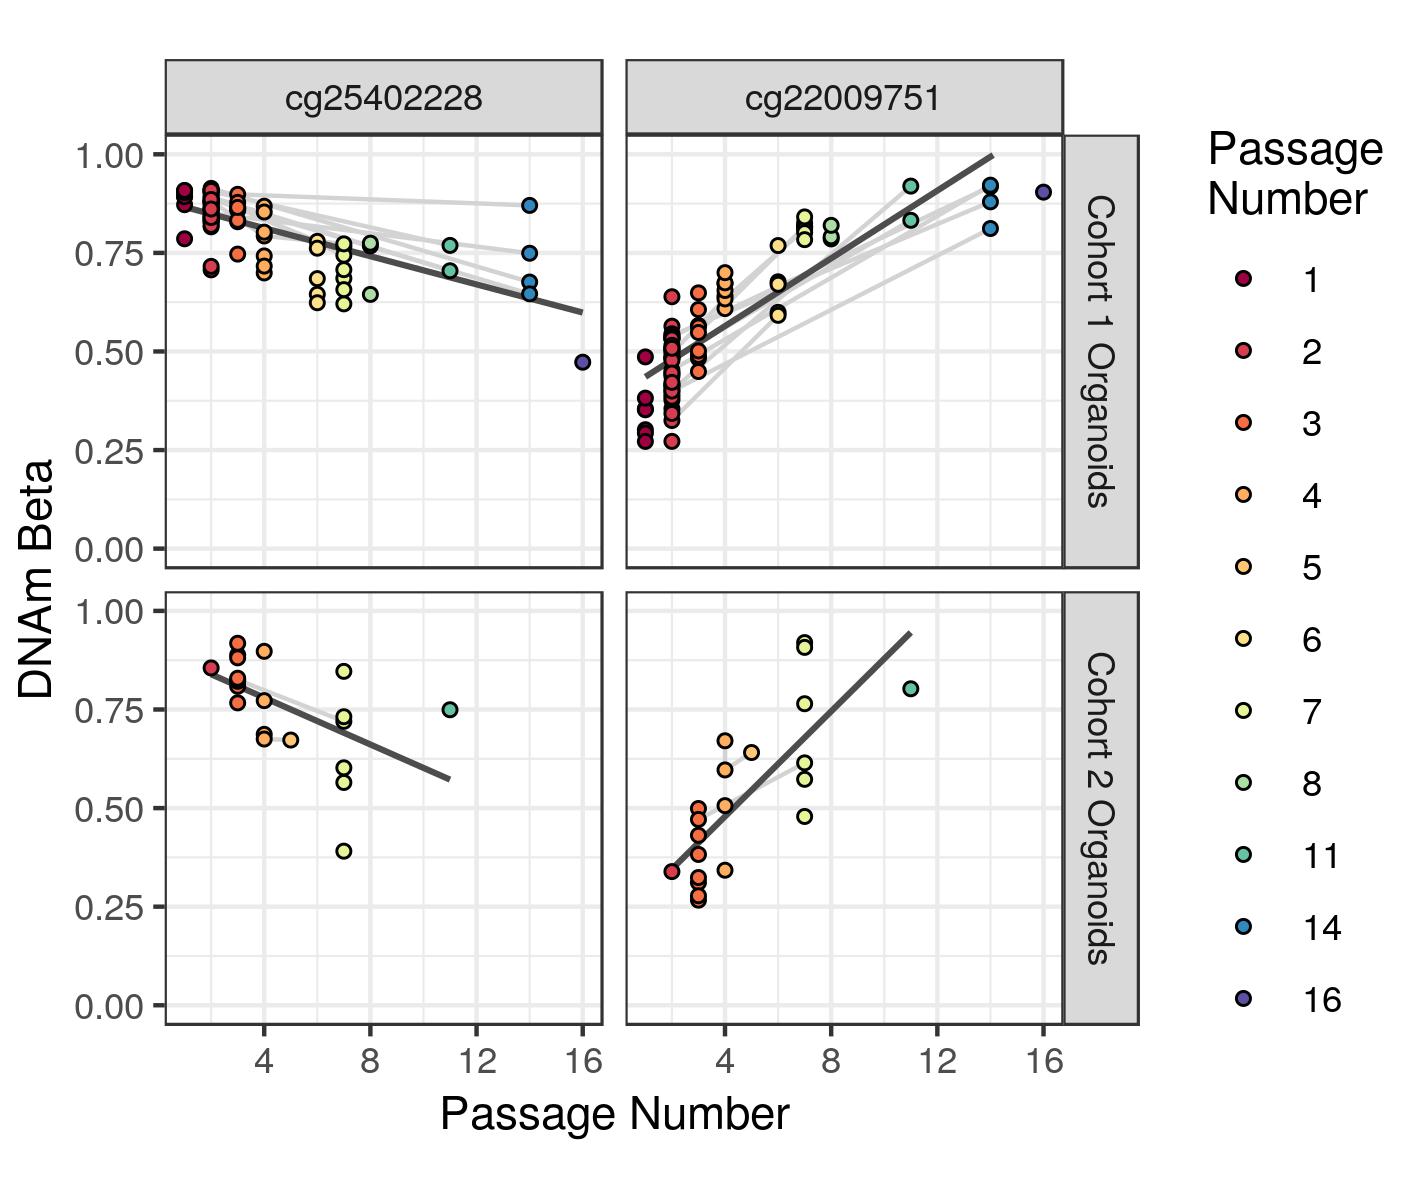 cg25402228
cg22009751
1.00
0.75
0.50
0.25
0.00
Cohort 1 Organoids
1.00
0.75
0.50
0.25
0.00
Cohort 2 Organoids
DNAm Beta
4 8 12 16
4 8 12 16
Passage Number
Passage
Number
1
2
3
4
5
6
7
8
11
14
16